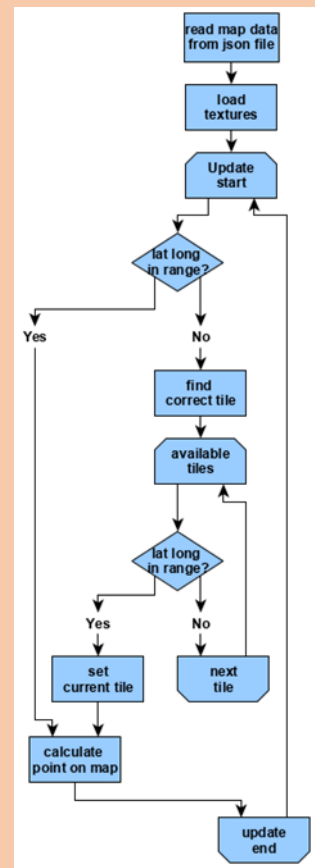 read map data
from json file
load
textures
Update
start
lat long
in range?
Yes
No
find
correct tile
available
tiles
lat long
in range?
Yes
No
set
current tile
next
tile
calculate
point on map
update
end